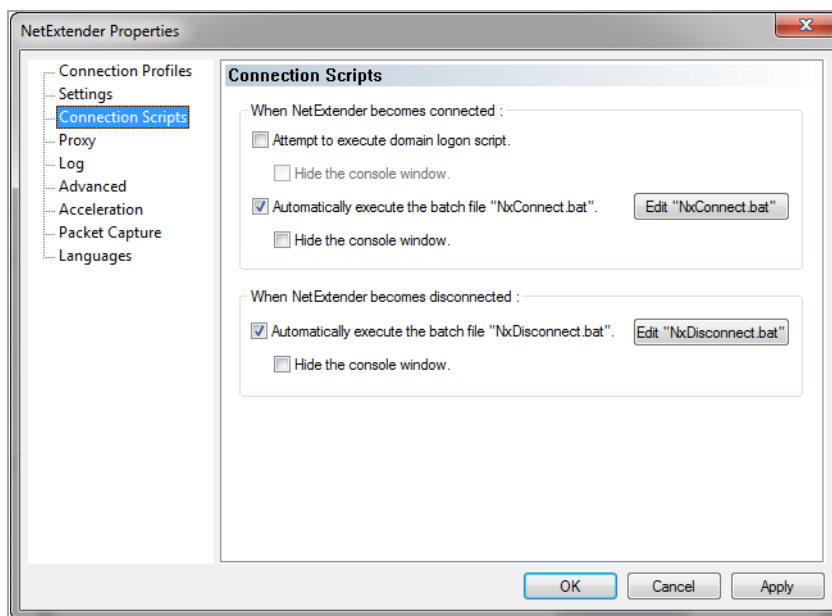 NetExtender Properties
Connection Profiles
Settings
Connection Scripts
Proxy
Log
Advanced
Acceleration
Packet Capture
Languages
Connection Scripts
When NetExtender becomes connected :
Attempt to execute domain logon script.
Hide the console window.
Automatically execute the batch file "NxConnect.bat".
Edit "NxConnect.bat"
Hide the console window.
When NetExtender becomes disconnected :
Automatically execute the batch file "NxDisconnect.bat".
Edit "NxDisconnect.bat"
Hide the console window.
OK
Cancel
Apply